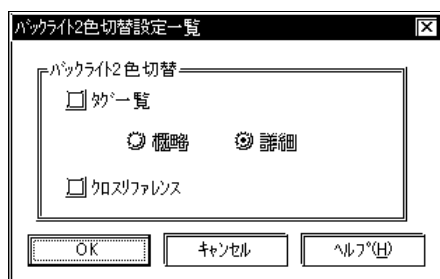 ﾊﾞｯｸﾗｲﾄ2色切替設定一覧
ﾊﾞｯｸﾗｲﾄ2色切替
ﾀｸﾞ一覧
概略 詳細
ｸﾛｽﾘﾌｧﾚﾝｽ
OK ｷｬﾝｾﾙ ﾍﾙﾌﾟ(H)